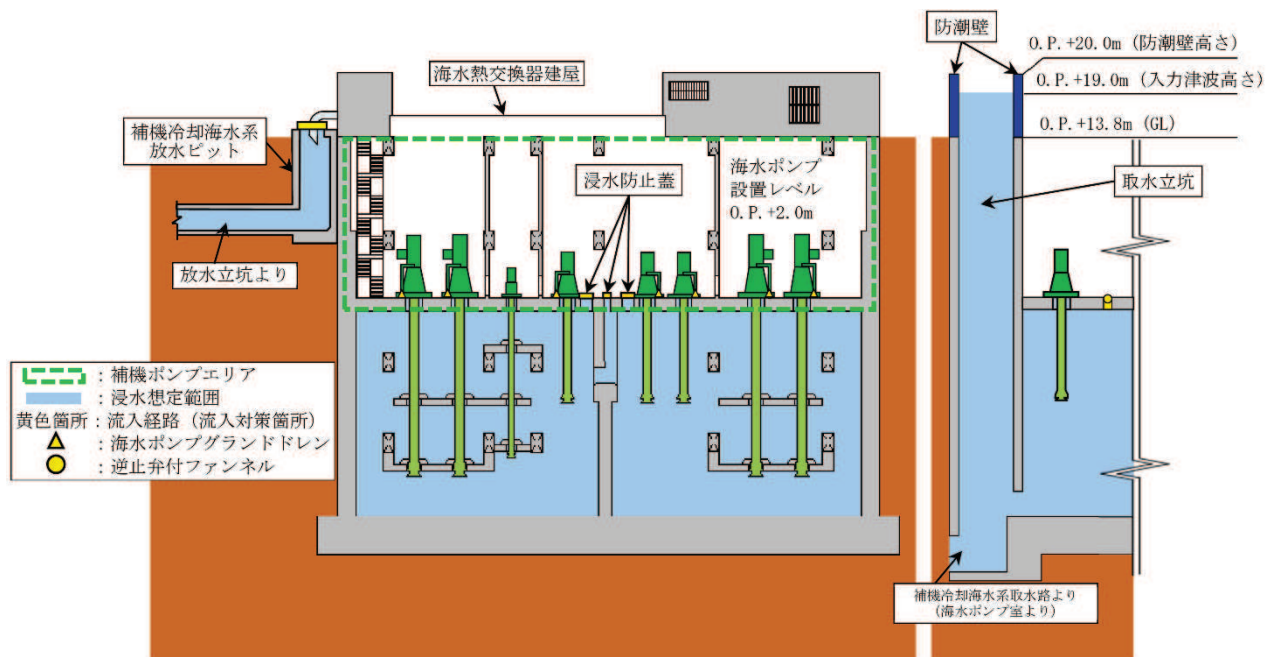 防潮壁
O.P.+20.0m (防潮壁高さ)
海水熱交換器建屋
O.P.+19.0m (入力津波高さ)
補機冷却海水系
放水ピット
O.P.+13.8m (GL)
浸水防止蓋
海水ポンプ
設置レベル
O.P.+2.0m
取水立坑
放水立坑より
:補機ポンプエリア
:浸水想定範囲
黄色箇所:流入経路(流入対策箇所)
:海水ポンプグランドドレン
:逆止弁付ファンネル
補機冷却海水系取水路より
(海水ポンプ室より)